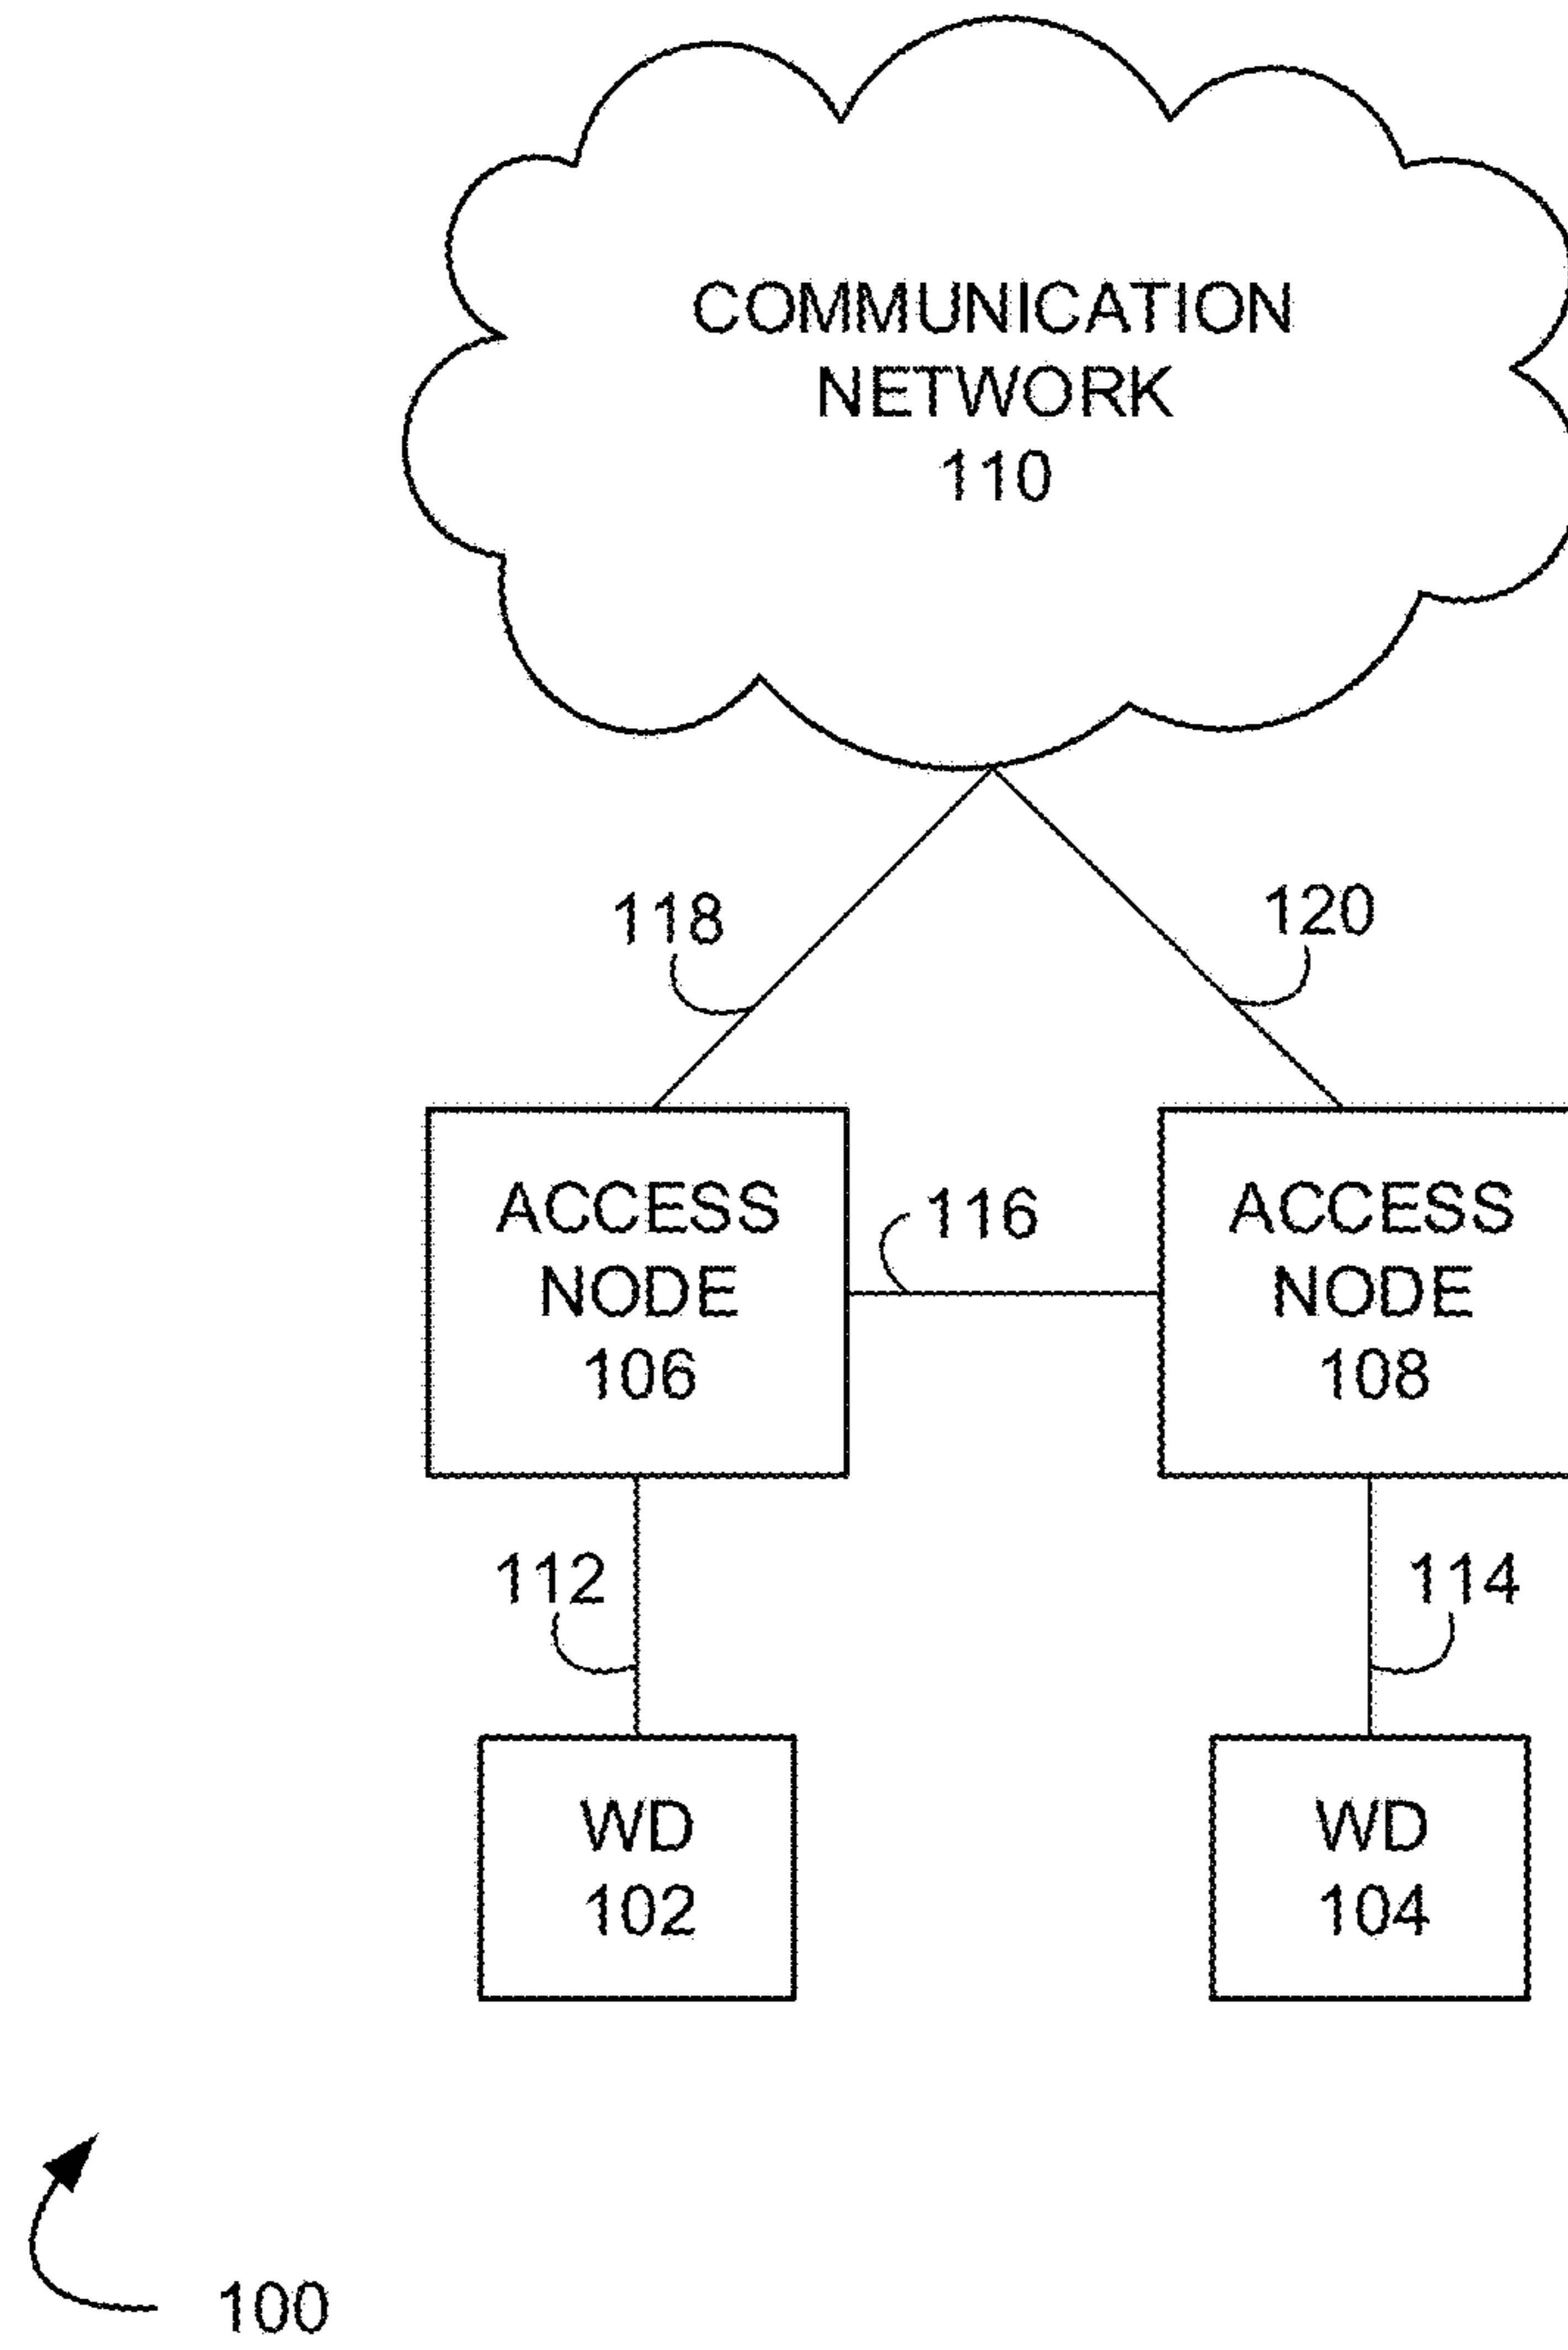 COMMUNICATION
NETWORK
110
118
120
ACCESS
NODE
106
116
ACCESS
NODE
108
112
114
WD
102
WD
104
100